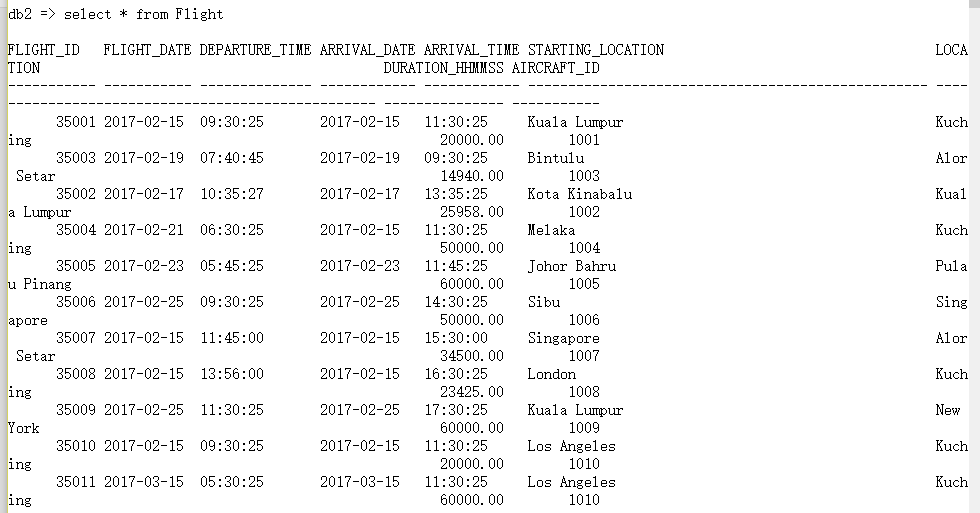 db2 => select * from Flight
FLIGHT_ID   FLIGHT_DATE DEPARTURE_TIME ARRIVAL_DATE ARRIVAL_TIME STARTING_LOCATION                                  LOCA
TION                                           DURATION_HHMMSS AIRCRAFT_ID
----------- ----------- -------------- ------------ ------------ -------------------------------------------------- ----
---------------------------------------------- --------------- -----------
      35001 2017-02-15  09:30:25       2017-02-15   11:30:25     Kuala Lumpur                                       Kuch
ing                                                   20000.00        1001
      35003 2017-02-19  07:40:45       2017-02-19   09:30:25     Bintulu                                            Alor
 Setar                                                14940.00        1003
      35002 2017-02-17  10:35:27       2017-02-17   13:35:25     Kota Kinabalu                                      Kual
a Lumpur                                              25958.00        1002
      35004 2017-02-21  06:30:25       2017-02-15   11:30:25     Melaka                                             Kuch
ing                                                   50000.00        1004
      35005 2017-02-23  05:45:25       2017-02-23   11:45:25     Johor Bahru                                        Pula
u Pinang                                              60000.00        1005
      35006 2017-02-25  09:30:25       2017-02-25   14:30:25     Sibu                                               Sing
apore                                                 50000.00        1006
      35007 2017-02-15  11:45:00       2017-02-15   15:30:00     Singapore                                          Alor
 Setar                                                34500.00        1007
      35008 2017-02-15  13:56:00       2017-02-15   16:30:25     London                                             Kuch
ing                                                   23425.00        1008
      35009 2017-02-25  11:30:25       2017-02-25   17:30:25     Kuala Lumpur                                       New
York                                                  60000.00        1009
      35010 2017-02-15  09:30:25       2017-02-15   11:30:25     Los Angeles                                        Kuch
ing                                                   20000.00        1010
      35011 2017-03-15  05:30:25       2017-03-15   11:30:25     Los Angeles                                        Kuch
ing                                                   60000.00        1010